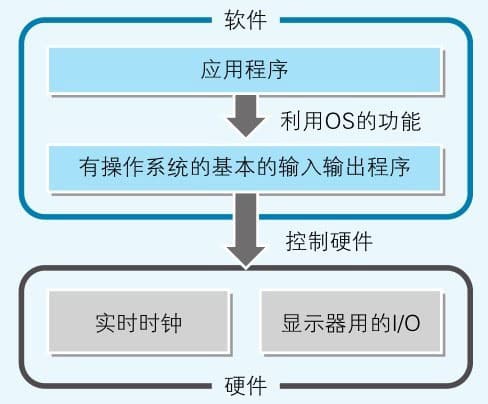 软件
应用程序
利用OS的功能
有操作系统的基本的输入输出程序
控制硬件
实时时钟
显示器用的I/O
硬件